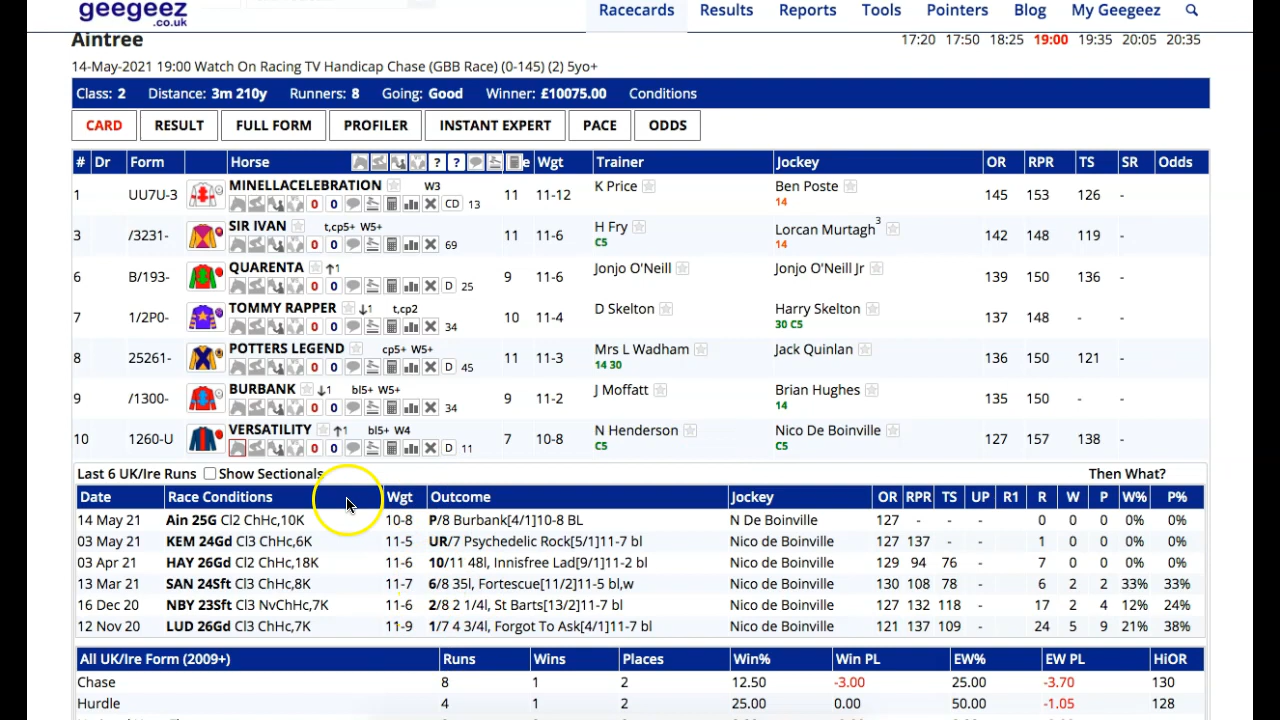 geegeez
.co.uk
Racecards Results Reports Tools Pointers Blog My Geegeez
Aintree
17:20 17:50 18:25 19:00 19:35 20:05 20:35
14-May-2021 19:00 Watch On Racing TV Handicap Chase (GBB Race) (0-145) (2) 5yo+
Class: 2 Distance: 3m 210y Runners: 8 Going: Good Winner: £10075.00 Conditions
CARD RESULT FULL FORM PROFILER INSTANT EXPERT PACE ODDS
# Dr Form Horse ? ? e Wgt Trainer Jockey OR RPR TS SR Odds
1 UU7U-3 MINELLACELEBRATION W3 11 11-12 K Price Ben Poste 145 153 126 -
0 0 CD 13 14
3 /3231- SIR IVAN t,cp5+ W5+ 11 11-6 H Fry Lorcan Murtagh3 142 148 119 -
0 0 69 C5 14
6 B/193- QUARENTA ↑1 9 11-6 Jonjo O'Neill Jonjo O'Neill Jr 139 150 136 -
0 0 D 25
7 1/2P0- TOMMY RAPPER ↓1 t,cp2 10 11-4 D Skelton Harry Skelton 137 148 - -
0 0 34 30 C5
8 25261- POTTERS LEGEND cp5+ W5+ 11 11-3 Mrs L Wadham Jack Quinlan 136 150 121 -
0 0 D 45 14 30
9 /1300- BURBANK ↓1 bl5+ W5+ 9 11-2 J Moffatt Brian Hughes 135 150 - -
0 0 34 14
10 1260-U VERSATILITY ↑1 bl5+ W4 7 10-8 N Henderson Nico De Boinville 127 157 138 -
0 0 D 11 C5 C5
Last 6 UK/Ire Runs Show Sectionals Then What?
Date Race Conditions Wgt Outcome Jockey OR RPR TS UP R1 R W P W% P%
14 May 21 Ain 25G Cl2 ChHc,10K 10-8 P/8 Burbank[4/1]10-8 BL N De Boinville 127 - - - 0 0 0 0% 0%
03 May 21 KEM 24Gd Cl3 ChHc,6K 11-5 UR/7 Psychedelic Rock[5/1]11-7 bl Nico de Boinville 127 137 - - 1 0 0 0% 0%
03 Apr 21 HAY 26Gd Cl2 ChHc,18K 11-6 10/11 48l, Innisfree Lad[9/1]11-2 bl Nico de Boinville 129 94 76 - 7 0 0 0% 0%
13 Mar 21 SAN 24Sft Cl3 ChHc,8K 11-7 6/8 35l, Fortescue[11/2]11-5 bl,w Nico de Boinville 130 108 78 - 6 2 2 33% 33%
16 Dec 20 NBY 23Sft Cl3 NvChHc,7K 11-6 2/8 2 1/4l, St Barts[13/2]11-7 bl Nico de Boinville 127 132 118 - 17 2 4 12% 24%
12 Nov 20 LUD 26Gd Cl3 ChHc,7K 11-9 1/7 4 3/4l, Forgot To Ask[4/1]11-7 bl Nico de Boinville 121 137 109 - 24 5 9 21% 38%
All UK/Ire Form (2009+) Runs Wins Places Win% Win PL EW% EW PL HiOR
Chase 8 1 2 12.50 -3.00 25.00 -3.70 130
Hurdle 4 1 2 25.00 0.00 50.00 -1.05 128